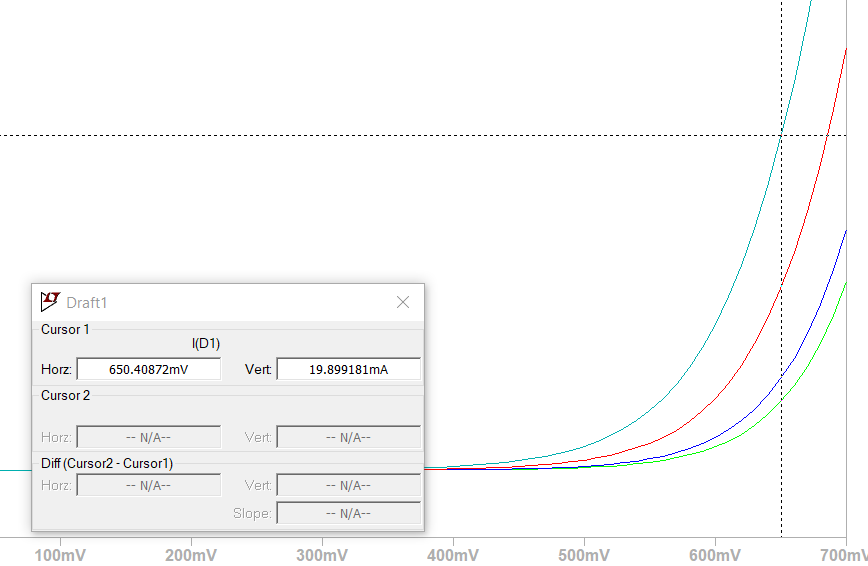 Draft1
Cursor 1
I(D1)
Horz: 650.40872mV Vert: 19.899181mA
Cursor 2
Horz: -- N/A-- Vert: -- N/A--
Diff (Cursor2 - Cursor1)
Horz: -- N/A-- Vert: -- N/A--
Slope: -- N/A--
100mV 200mV 300mV 400mV 500mV 600mV 700mV